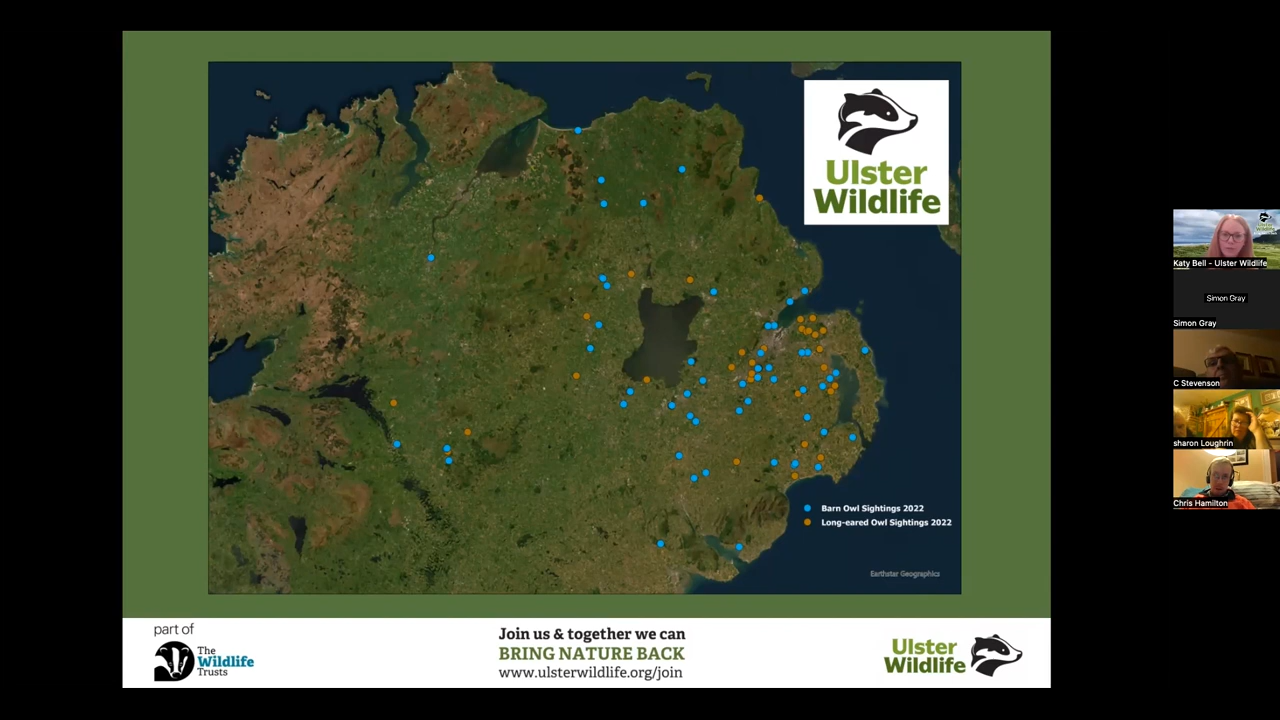 Ulster
Wildlife
Barn Owl Sightings 2022
Long-eared Owl Sightings 2022
Earthstar Geographics
part of
The
Wildlife
Trusts
Join us & together we can
BRING NATURE BACK
www.ulsterwildlife.org/join
Ulster
Wildlife
Ulster
Wildlife
Katy Bell - Ulster Wildlife
Simon Gray
Simon Gray
C Stevenson
sharon Loughrin
Chris Hamilton